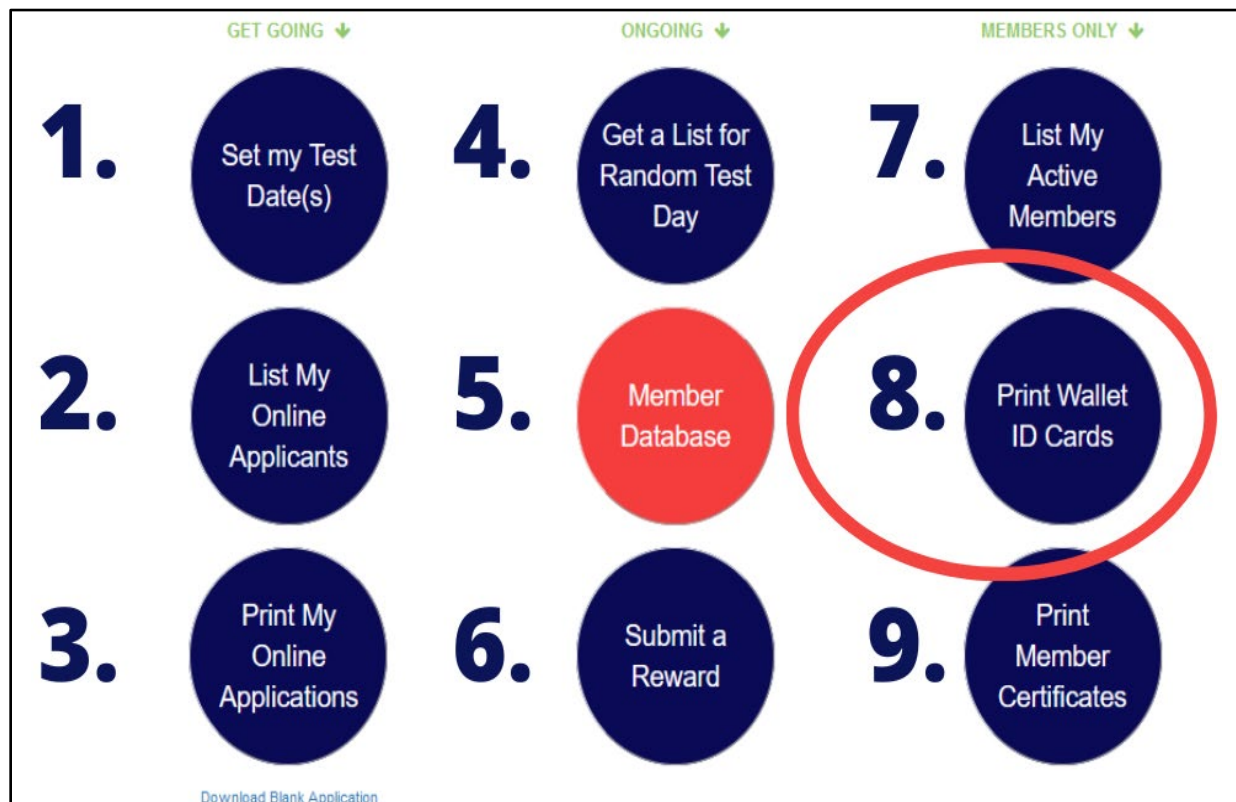 GET GOING
1.
Set my Test
Date(s)
2.
List My
Online
Applicants
3.
Print My
Online
Applications
Download Blank Application
ONGOING
4.
Get a List for
Random Test
Day
5.
Member
Database
6.
Submit a
Reward
MEMBERS ONLY
7.
List My
Active
Members
8.
Print Wallet
ID Cards
9.
Print
Member
Certificates